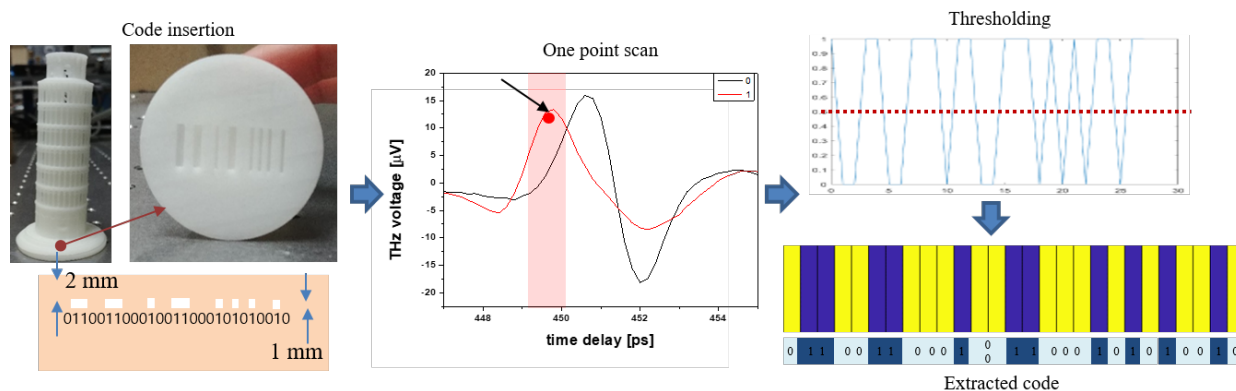 Code insertion
2 mm
011001100010011000101010010
1 mm
One point scan
THz voltage [µV]
20
15
10
5
0
-5
-10
-15
-20
0
1
448
450
452
454
time delay [ps]
Thresholding
1
0.9
0.8
0.7
0.6
0.5
0.4
0.3
0.2
0.1
0
0 5 10 15 20 25 30
0 1 1 0 0 1 1 0 0 0 1 0 0 1 1 0 0 0 1 0 1 0 1 0 0 1 0
Extracted code